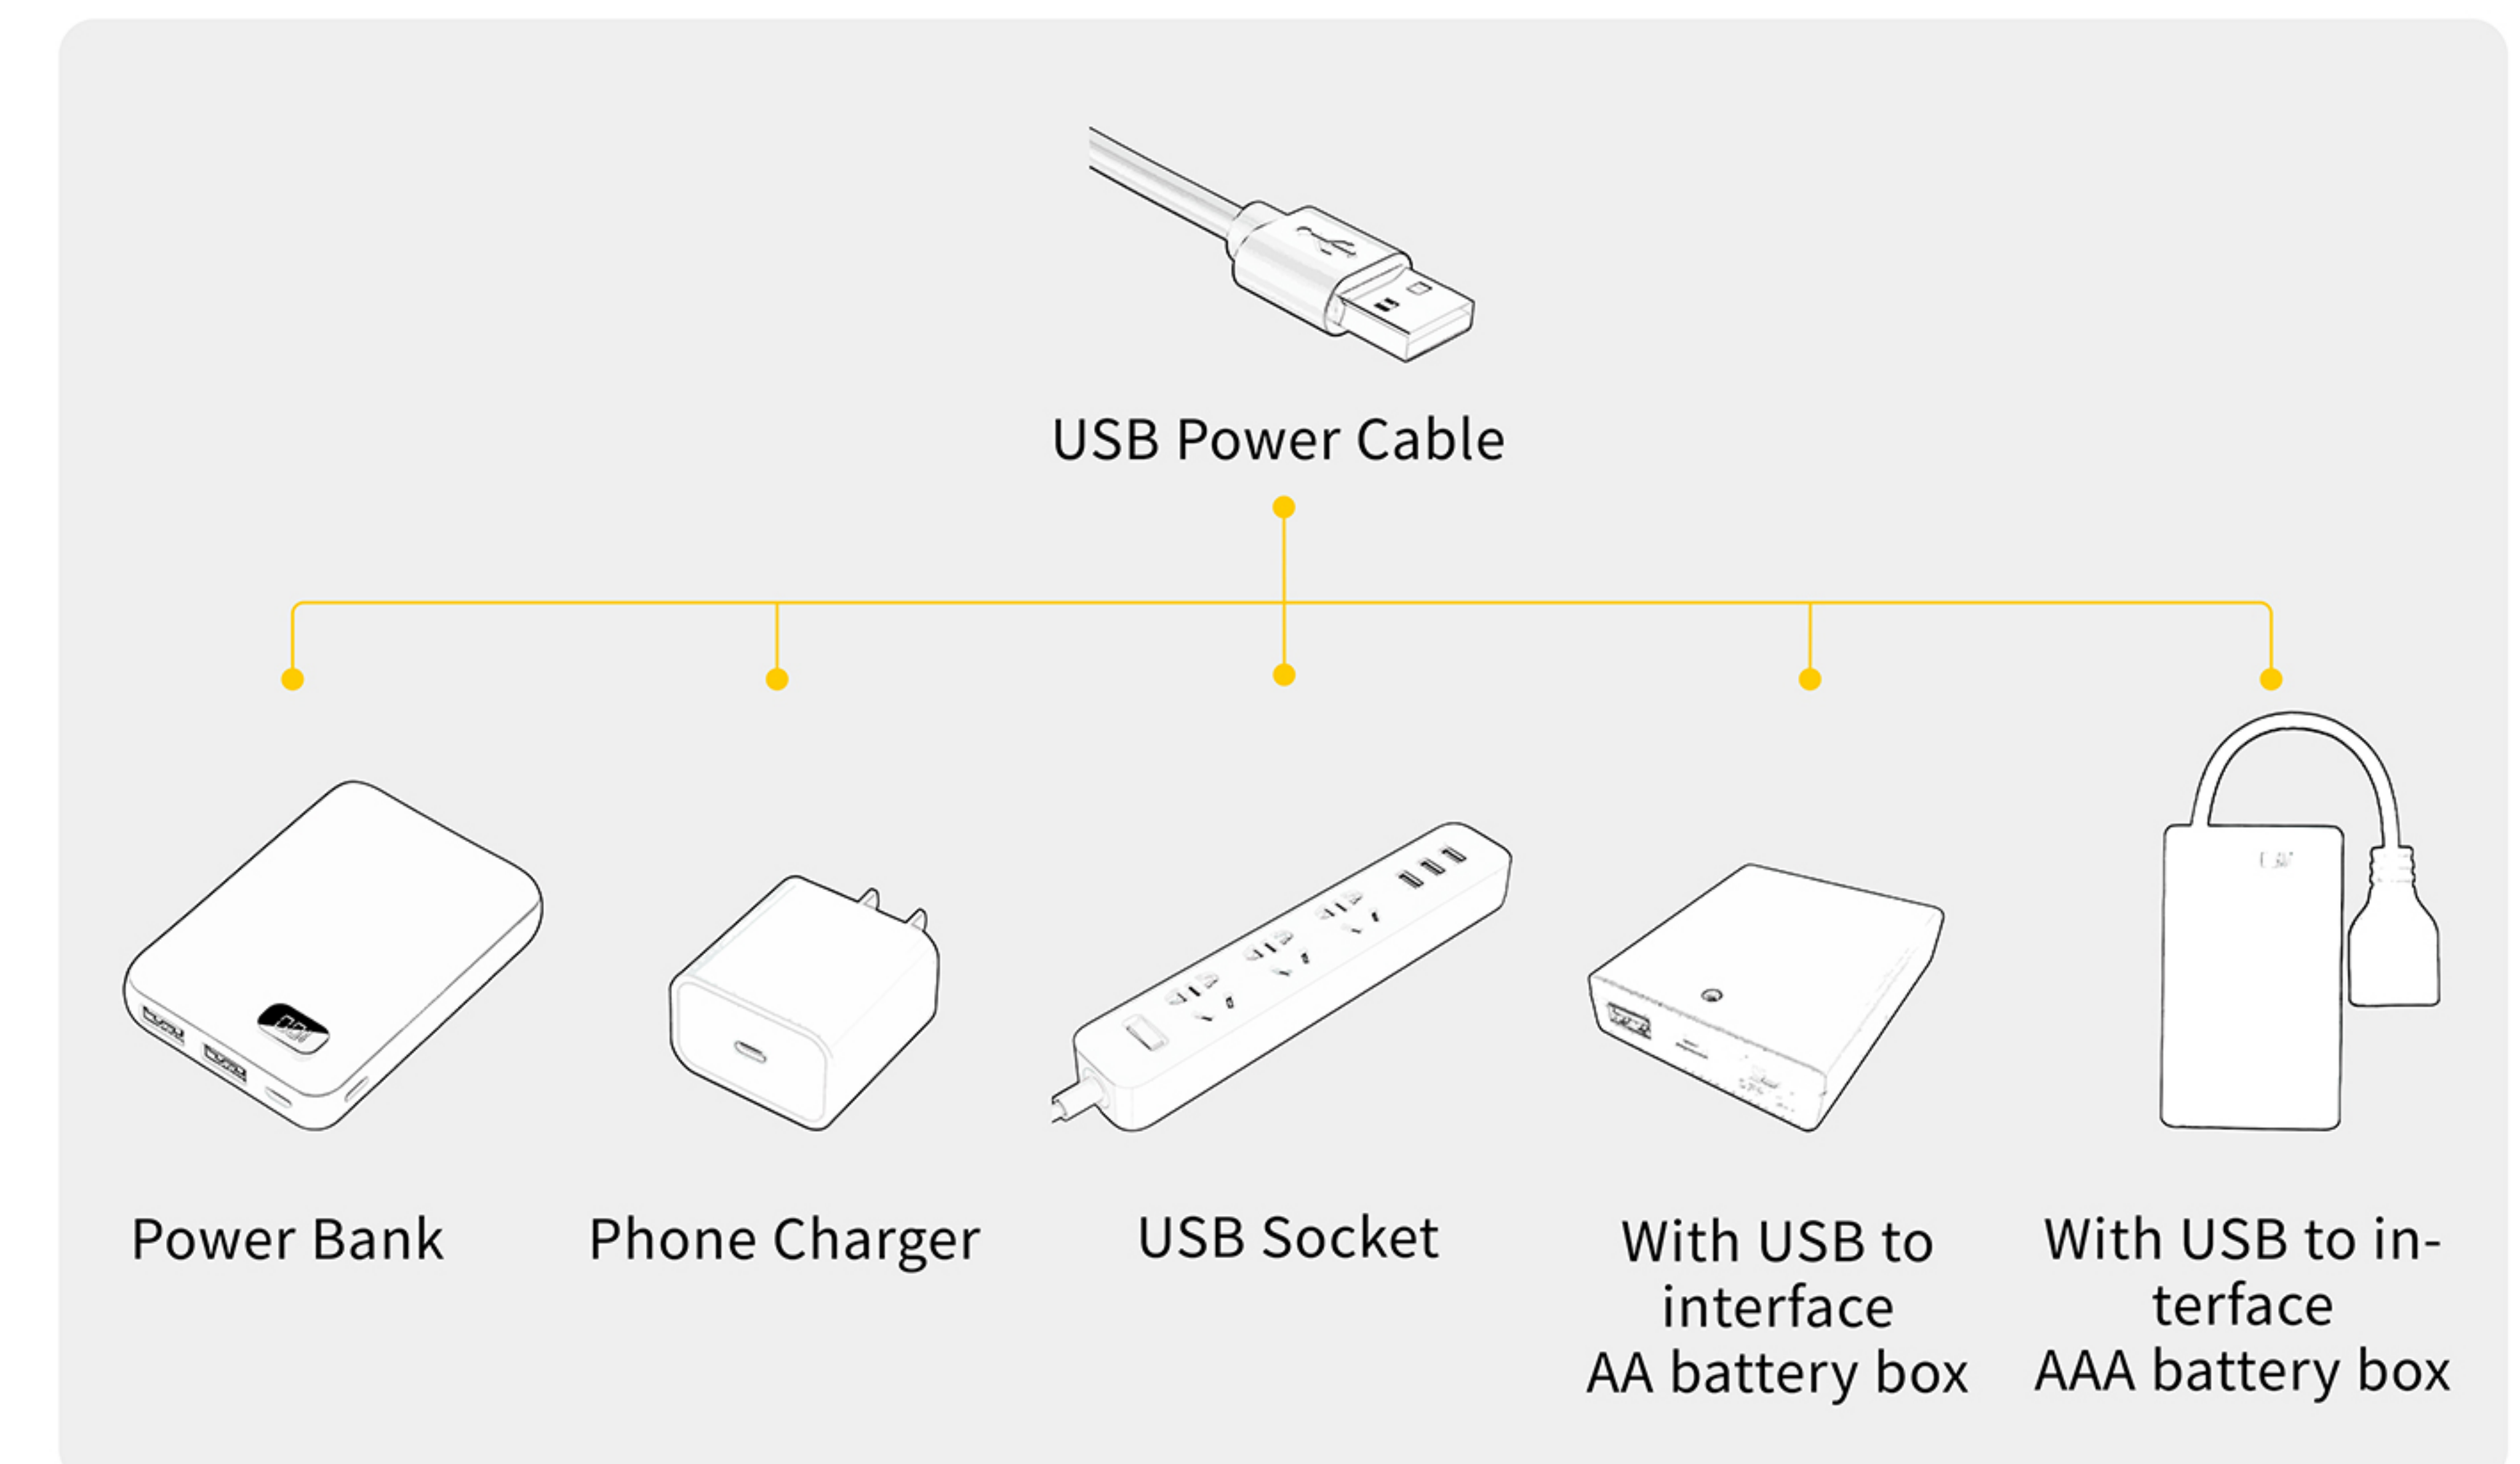 USB Power Cable
Power Bank
Phone Charger
USB Socket
With USB to
interface
AA battery box
With USB to in-
terface
AAA battery box